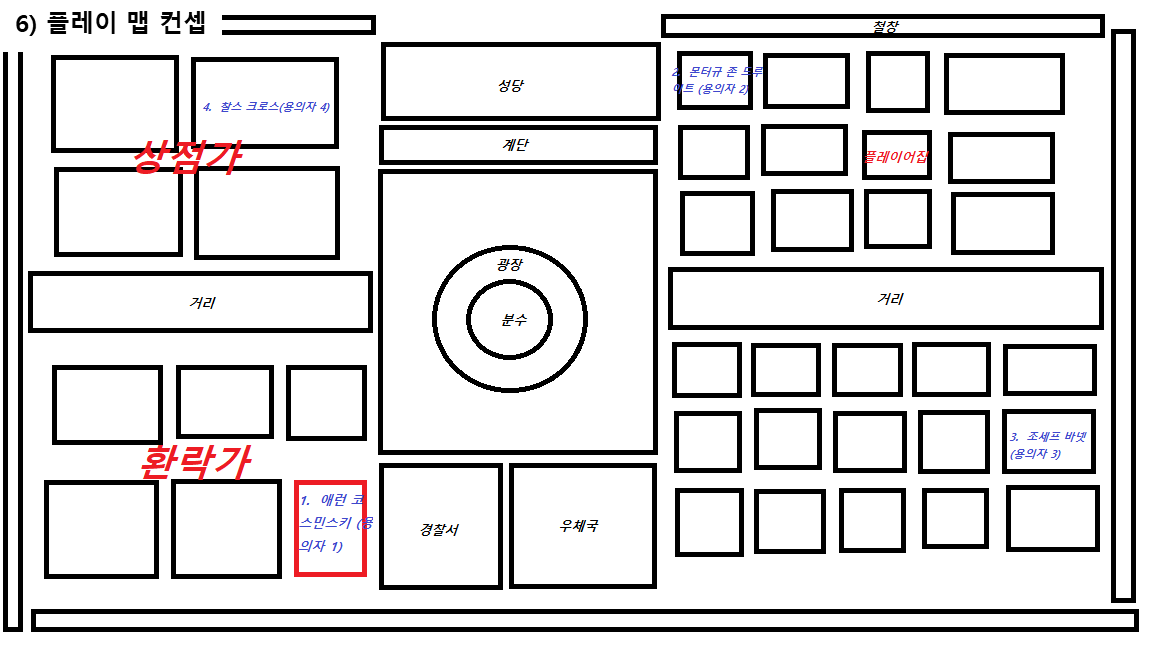 6) 플레이 맵 컨셉
철창
성당
2. 몬터규 존 드루
이트 (용의자 2)
4. 찰스 크로스(용의자 4)
계단
상점가
플레이어집
광장
거리
거리
분수
3. 조세프 바넷
(용의자 3)
환락가
1. 애런 코
스민스키 (용
의자 1)
경찰서
우체국